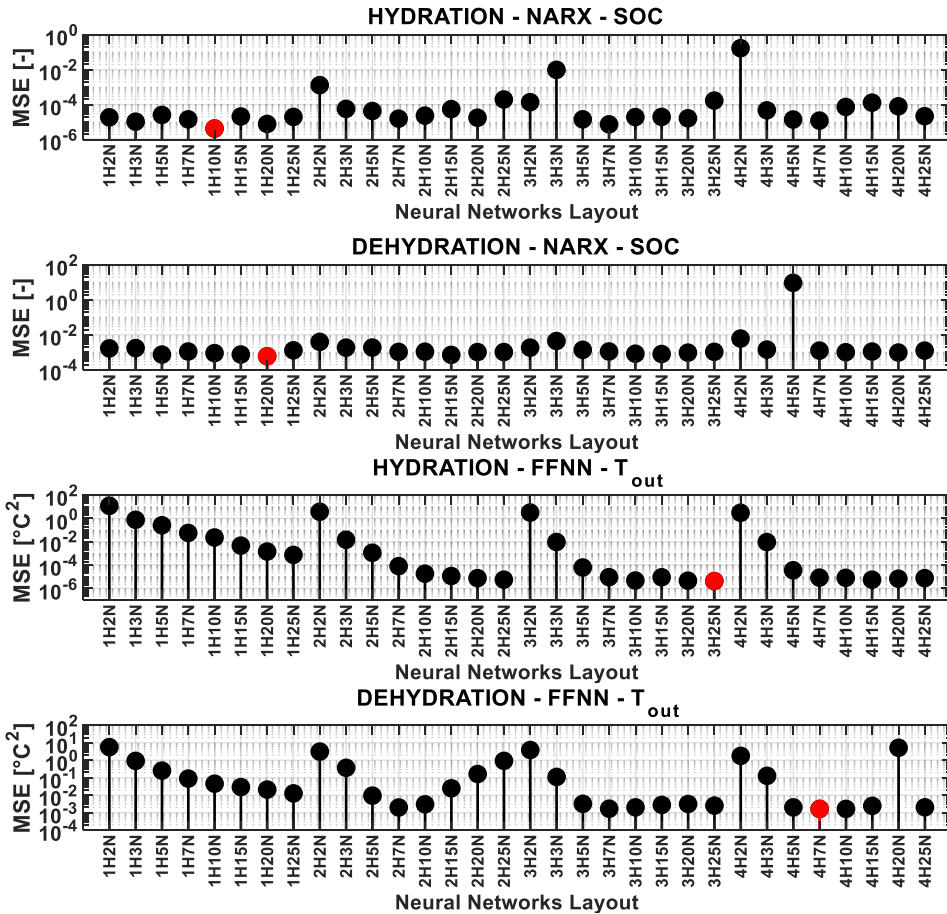 HYDRATION - NARX - SOC
MSE [-]
10^0
10^-2
10^-4
10^-6
1H2N 1H3N 1H5N 1H7N 1H10N 1H15N 1H20N 1H25N 2H2N 2H3N 2H5N 2H7N 2H10N 2H15N 2H20N 2H25N 3H2N 3H3N 3H5N 3H7N 3H10N 3H15N 3H20N 3H25N 4H2N 4H3N 4H5N 4H7N 4H10N 4H15N 4H20N 4H25N
Neural Networks Layout
DEHYDRATION - NARX - SOC
MSE [-]
10^2
10^0
10^-2
10^-4
1H2N 1H3N 1H5N 1H7N 1H10N 1H15N 1H20N 1H25N 2H2N 2H3N 2H5N 2H7N 2H10N 2H15N 2H20N 2H25N 3H2N 3H3N 3H5N 3H7N 3H10N 3H15N 3H20N 3H25N 4H2N 4H3N 4H5N 4H7N 4H10N 4H15N 4H20N 4H25N
Neural Networks Layout
HYDRATION - FFNN - T_out
MSE [°C^2]
10^2
10^0
10^-2
10^-4
10^-6
1H2N 1H3N 1H5N 1H7N 1H10N 1H15N 1H20N 1H25N 2H2N 2H3N 2H5N 2H7N 2H10N 2H15N 2H20N 2H25N 3H2N 3H3N 3H5N 3H7N 3H10N 3H15N 3H20N 3H25N 4H2N 4H3N 4H5N 4H7N 4H10N 4H15N 4H20N 4H25N
Neural Networks Layout
DEHYDRATION - FFNN - T_out
MSE [°C^2]
10^2
10^1
10^0
10^-1
10^-2
10^-3
10^-4
1H2N 1H3N 1H5N 1H7N 1H10N 1H15N 1H20N 1H25N 2H2N 2H3N 2H5N 2H7N 2H10N 2H15N 2H20N 2H25N 3H2N 3H3N 3H5N 3H7N 3H10N 3H15N 3H20N 3H25N 4H2N 4H3N 4H5N 4H7N 4H10N 4H15N 4H20N 4H25N
Neural Networks Layout